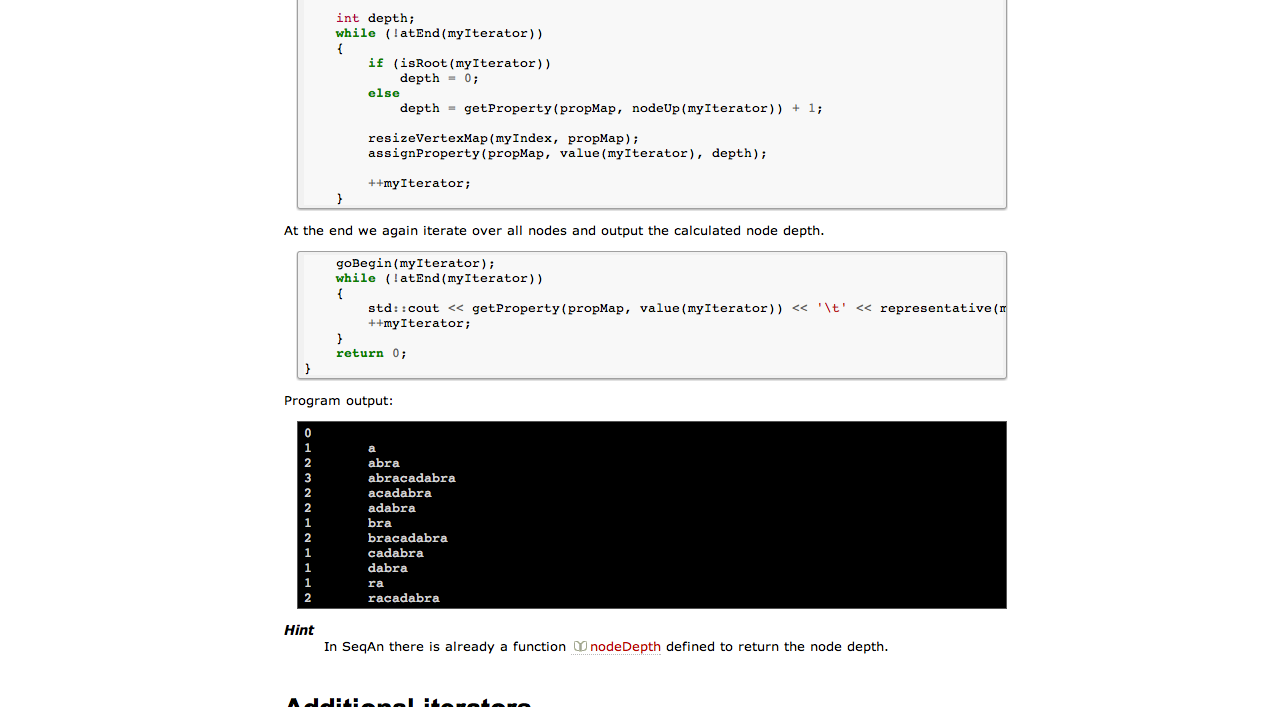 int depth;
while (!atEnd(myIterator))
{
if (isRoot(myIterator))
depth = 0;
else
depth = getProperty(propMap, nodeUp(myIterator)) + 1;
resizeVertexMap(myIndex, propMap);
assignProperty(propMap, value(myIterator), depth);
++myIterator;
}
At the end we again iterate over all nodes and output the calculated node depth.
goBegin(myIterator);
while (!atEnd(myIterator))
{
std::cout << getProperty(propMap, value(myIterator)) << '\t' << representative(m
++myIterator;
}
return 0;
}
Program output:
0
1 a
2 abra
3 abracadabra
2 acadabra
2 adabra
1 bra
2 bracadabra
1 cadabra
1 dabra
1 ra
2 racadabra
Hint
In SeqAn there is already a function nodeDepth defined to return the node depth.
Additional iterators